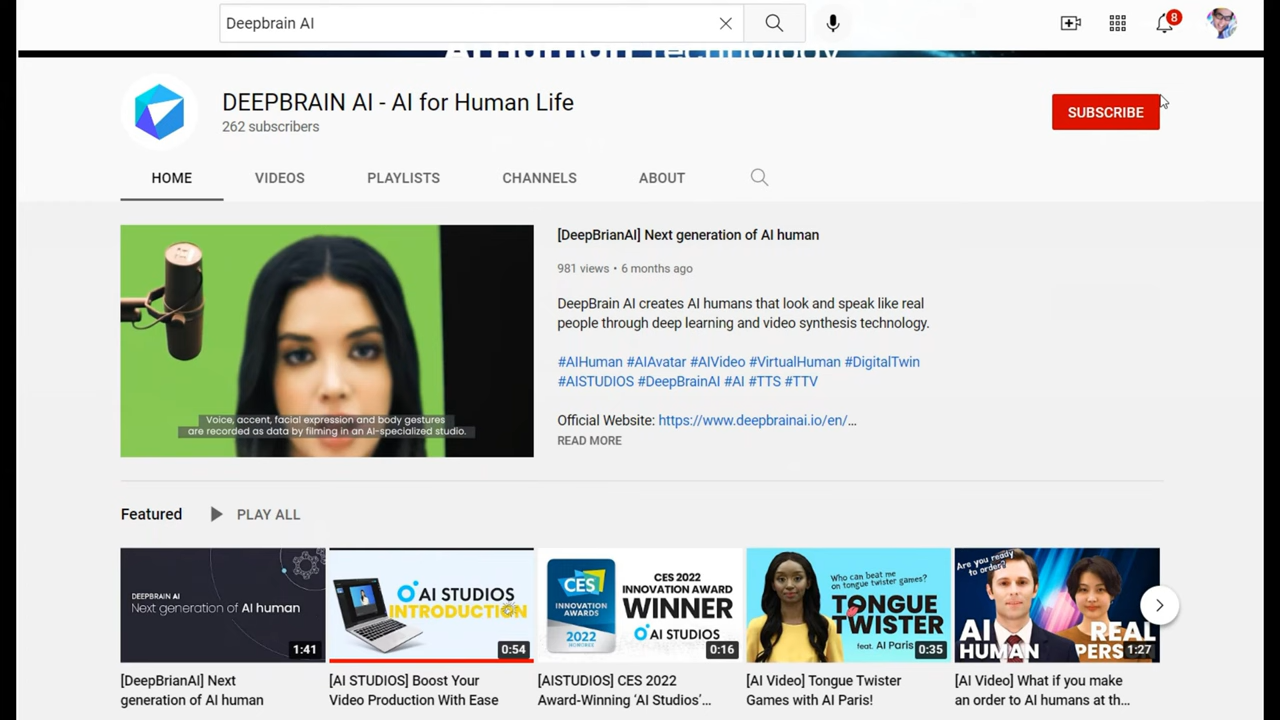 Deepbrain AI
8
AI Human Technology
DEEPBRAIN AI - AI for Human Life
262 subscribers
SUBSCRIBE
HOME
VIDEOS
PLAYLISTS
CHANNELS
ABOUT
Voice, accent, facial expression and body gestures
are recorded as data by filming in an AI-specialized studio.
[DeepBrianAI] Next generation of AI human
981 views • 6 months ago
DeepBrain AI creates AI humans that look and speak like real
people through deep learning and video synthesis technology.
#AIHuman #AIAvatar #AIVideo #VirtualHuman #DigitalTwin
#AISTUDIOS #DeepBrainAI #AI #TTS #TTV
Official Website: https://www.deepbrainai.io/en/...
READ MORE
Featured
PLAY ALL
DEEPBRAIN AI
Next generation of AI human
1:41
[DeepBrianAI] Next
generation of AI human
AI STUDIOS
INTRODUCTION
0:54
[AI STUDIOS] Boost Your
Video Production With Ease
CES
INNOVATION
AWARDS
2022
HONOREE
CES 2022
INNOVATION AWARD
WINNER
AI STUDIOS
0:16
[AISTUDIOS] CES 2022
Award-Winning 'AI Studios'...
Who can beat me
on tongue twister games?
TONGUE
TWISTER
feat. AI Paris
0:35
[AI Video] Tongue Twister
Games with AI Paris!
Are you ready
to order?
AI
HUMAN
REAL
PERS
1:27
[AI Video] What if you make
an order to AI humans at th...